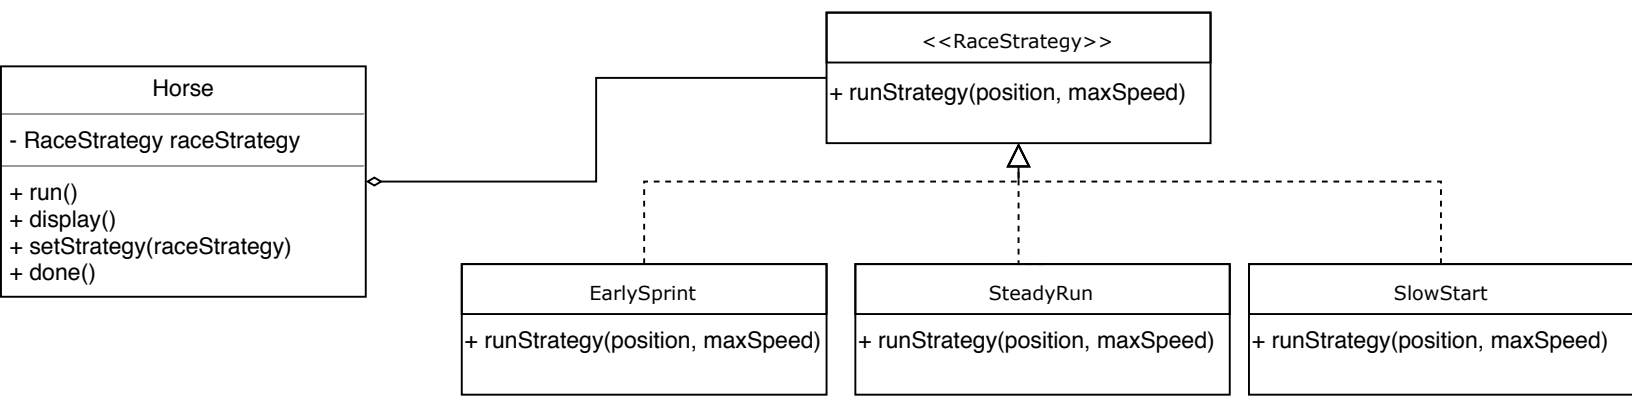 Horse
- RaceStrategy raceStrategy
+ run()
+ display()
+ setStrategy(raceStrategy)
+ done()
<<RaceStrategy>>
+ runStrategy(position, maxSpeed)
EarlySprint
+ runStrategy(position, maxSpeed)
SteadyRun
+ runStrategy(position, maxSpeed)
SlowStart
+ runStrategy(position, maxSpeed)